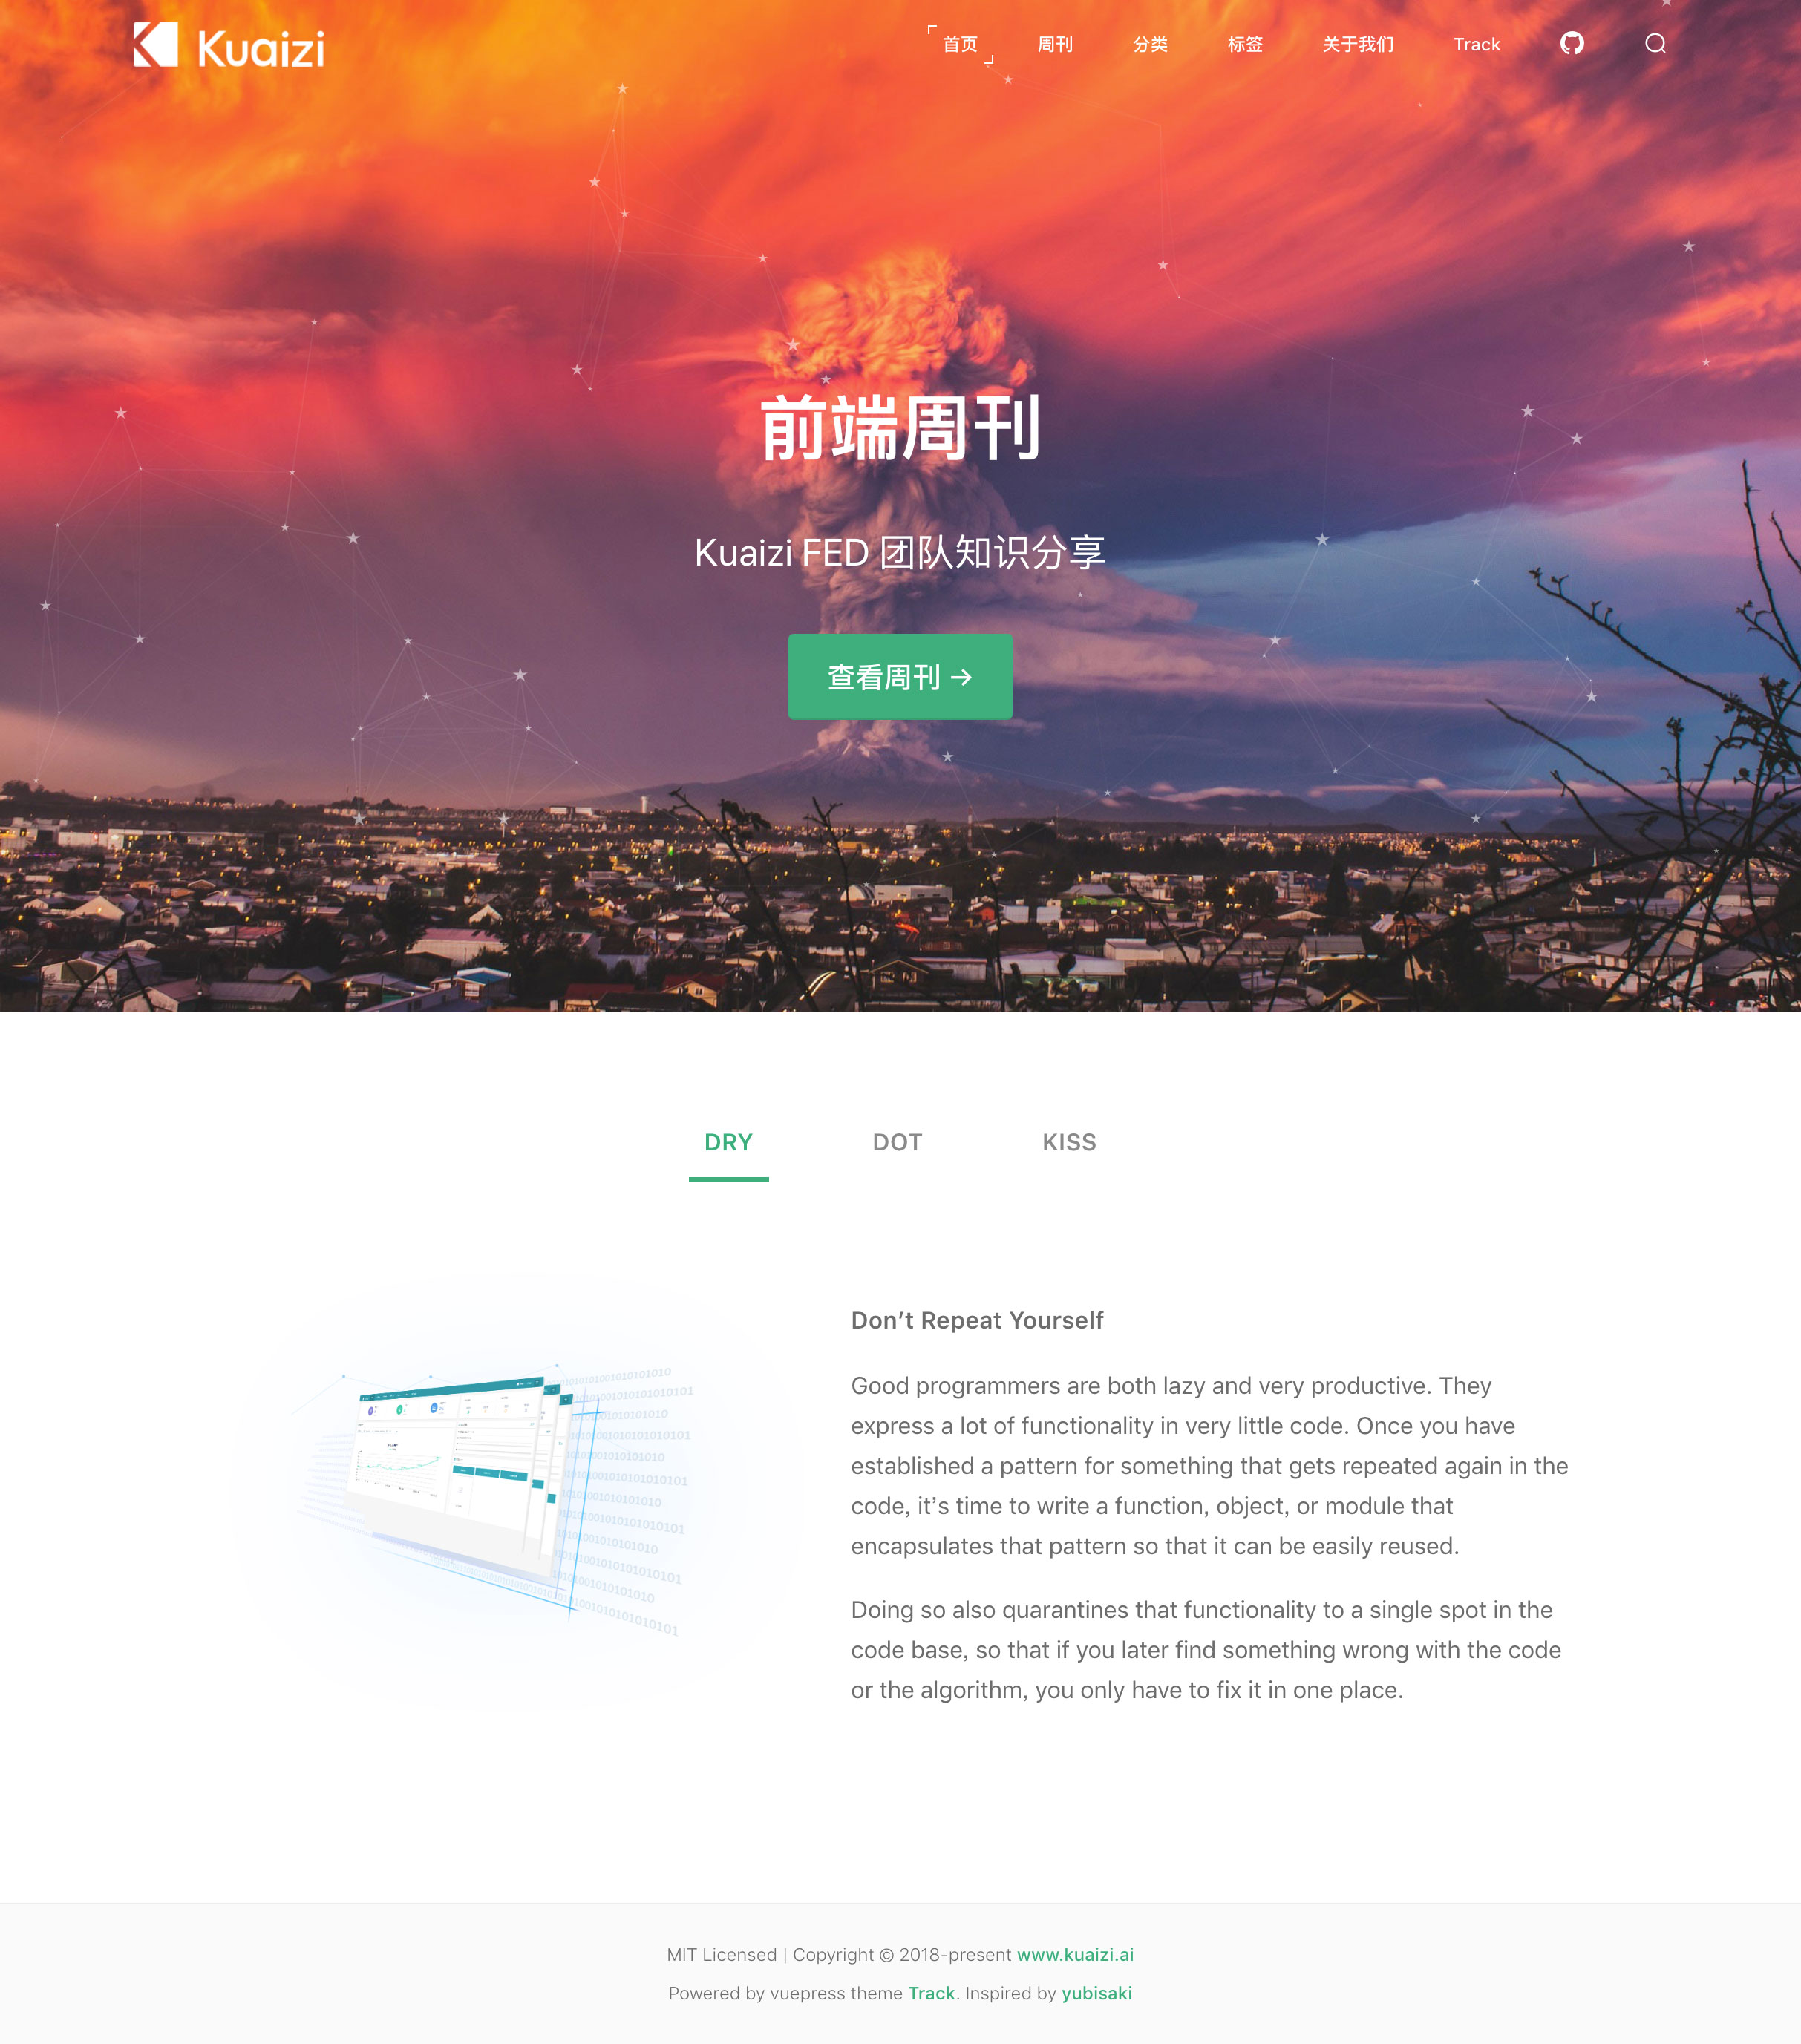 Kuaizi
首页 周刊 分类 标签 关于我们 Track
前端周刊
Kuaizi FED 团队知识分享
查看周刊 →
DRY DOT KISS
Don’t Repeat Yourself
Good programmers are both lazy and very productive. They
express a lot of functionality in very little code. Once you have
established a pattern for something that gets repeated again in the
code, it’s time to write a function, object, or module that
encapsulates that pattern so that it can be easily reused.
Doing so also quarantines that functionality to a single spot in the
code base, so that if you later find something wrong with the code
or the algorithm, you only have to fix it in one place.
MIT Licensed | Copyright © 2018-present www.kuaizi.ai
Powered by vuepress theme Track. Inspired by yubisaki